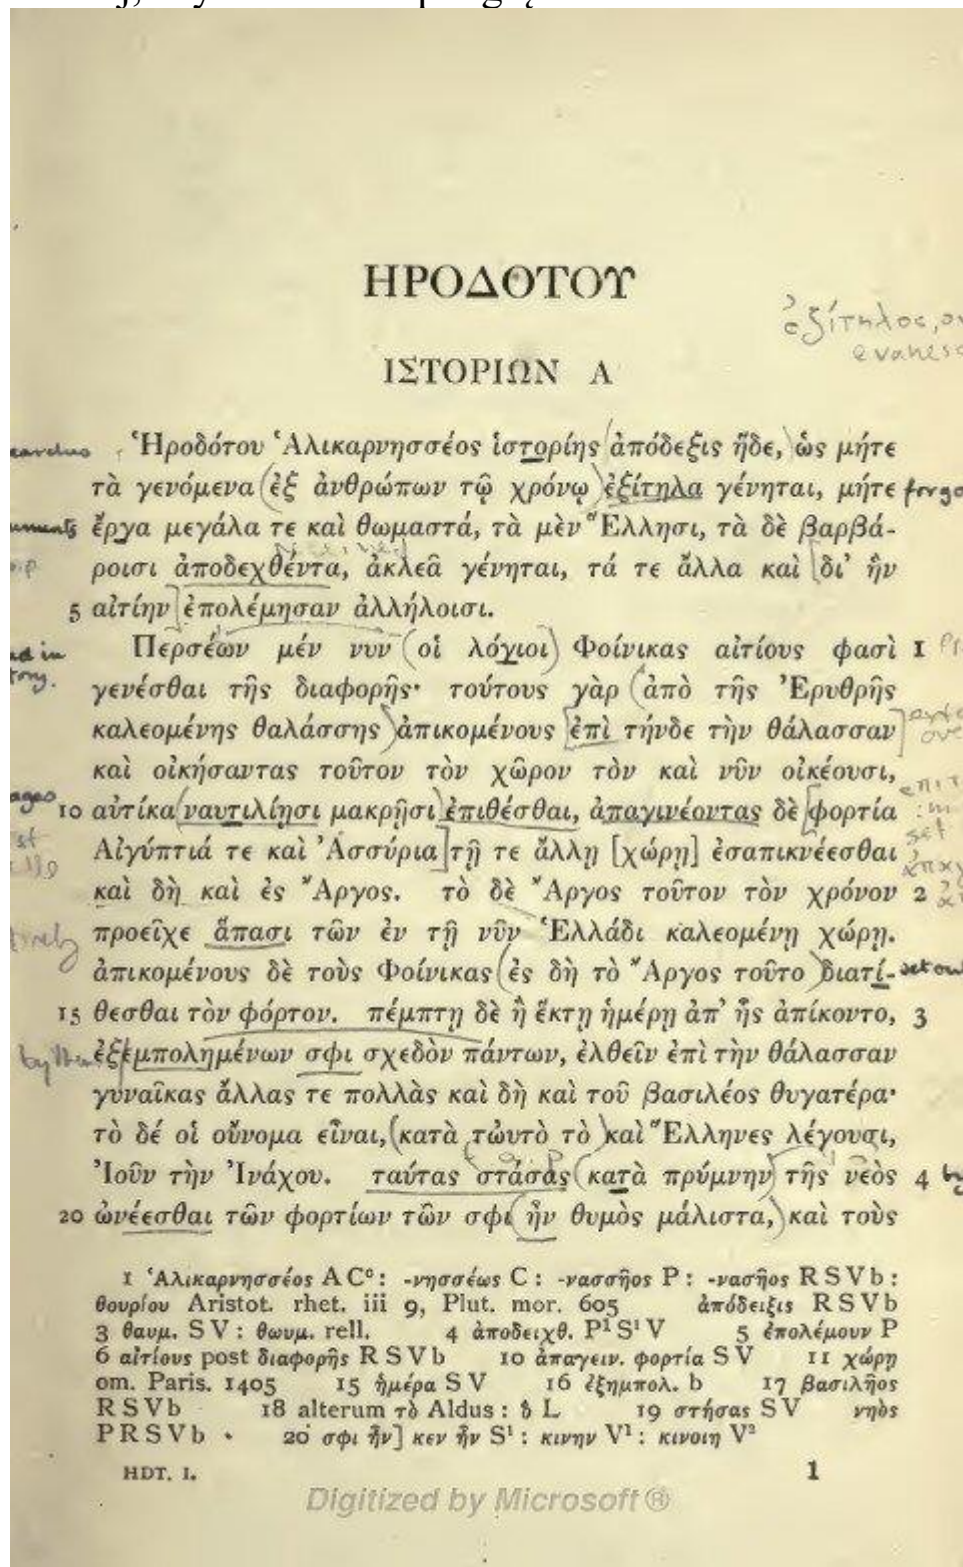 ΗΡΟΔΟΤΟΥ
ἐξίτηλος,
ΙΣΤΟΡΙΩΝ Α
Ἡροδότου Ἁλικαρνησσέος ἱστορίης ἀπόδεξις ἥδε, ὡς μήτε
τὰ γενόμενα ἐξ ἀνθρώπων τῷ χρόνῳ ἐξίτηλα γένηται, μήτε
ἔργα μεγάλα τε καὶ θωμαστά, τὰ μὲν Ἕλλησι, τὰ δὲ βαρβά-
ροισι ἀποδεχθέντα, ἀκλεᾶ γένηται, τά τε ἄλλα καὶ δι' ἣν
5 αἰτίην ἐπολέμησαν ἀλλήλοισι.
Περσέων μέν νυν οἱ λόγιοι Φοίνικας αἰτίους φασὶ 1
γενέσθαι τῆς διαφορῆς· τούτους γὰρ ἀπὸ τῆς Ἐρυθρῆς
καλεομένης θαλάσσης ἀπικομένους ἐπὶ τήνδε τὴν θάλασσαν
καὶ οἰκήσαντας τοῦτον τὸν χῶρον τὸν καὶ νῦν οἰκέουσι,
10 αὐτίκα ναυτιλίῃσι μακρῇσι ἐπιθέσθαι, ἀπαγινέοντας δὲ φορτία
Αἰγύπτιά τε καὶ Ἀσσύρια τῇ τε ἄλλῃ [χώρῃ] ἐσαπικνέεσθαι
καὶ δὴ καὶ ἐς Ἄργος. τὸ δὲ Ἄργος τοῦτον τὸν χρόνον 2
προεῖχε ἅπασι τῶν ἐν τῇ νῦν Ἑλλάδι καλεομένῃ χώρῃ.
ἀπικομένους δὲ τοὺς Φοίνικας ἐς δὴ τὸ Ἄργος τοῦτο διατί- set out
15 θεσθαι τὸν φόρτον. πέμπτῃ δὲ ἢ ἕκτῃ ἡμέρῃ ἀπ' ἧς ἀπίκοντο, 3
ἐξεμπολημένων σφι σχεδὸν πάντων, ἐλθεῖν ἐπὶ τὴν θάλασσαν
γυναῖκας ἄλλας τε πολλὰς καὶ δὴ καὶ τοῦ βασιλέος θυγατέρα·
τὸ δέ οἱ οὔνομα εἶναι, κατὰ τὠυτὸ τὸ καὶ Ἕλληνες λέγουσι,
Ἰοῦν τὴν Ἰνάχου. ταύτας στάσας κατὰ πρύμνην τῆς νεὸς 4
20 ὠνέεσθαι τῶν φορτίων τῶν σφι ἦν θυμὸς μάλιστα, καὶ τοὺς
1 Ἁλικαρνησσέος A Cᶜ : -νησσέως C : -νασσῆος P : -νασῆος R S V b :
θουρίου Aristot. rhet. iii 9, Plut. mor. 605 ἀπόδειξις R S V b
3 θαυμ. S V : θωυμ. rell. 4 ἀποδειχθ. P¹ S¹ V 5 ἐπολέμουν P
6 αἰτίους post διαφορῆς R S V b 10 ἀπαγειν. φορτία S V 11 χώρῃ
om. Paris. 1405 15 ἡμέρα S V 16 ἐξημπολ. b 17 βασιλῆος
R S V b 18 alterum τὸ Aldus : ὃ L 19 στήσας S V νηὸς
P R S V b 20 σφι ἦν] κεν ἦν S¹ : κινην V¹ : κινοιη V²
HDT. I. 1
Digitized by Microsoft ®